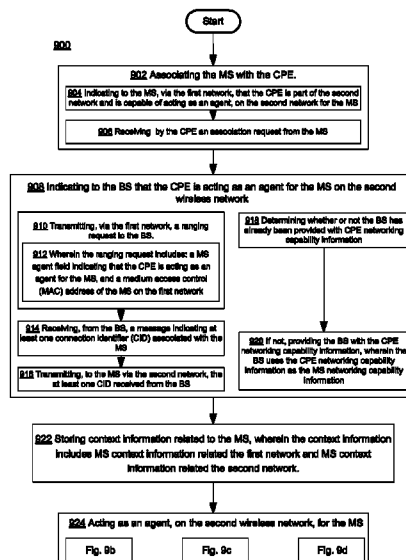 Start
900
902 Associating the MS with the CPE.
904 Indicating to the MS, via the first network, that the CPE is part of the second
network and is capable of acting as an agent, on the second network for the MS
906 Receiving by the CPE an association request from the MS
908 Indicating to the BS that the CPE is acting as an agent for the MS on the second
wireless network
910 Transmitting, via the first network, a ranging
request to the BS.
912 Wherein the ranging request includes: a MS
agent field indicating that the CPE is acting as an
agent for the MS, and a medium access control
(MAC) address of the MS on the first network
914 Receiving, from the BS, a message indicating at
least one connection identifier (CID) associated with the
MS
916 Transmitting, to the MS via the second network, the
at least one CID received from the BS
918 Determining whether or not the BS has
already been provided with CPE networking
capability information
920 If not, providing the BS with the CPE
networking capability information, wherein the
BS uses the CPE networking capability
information as the MS networking capability
information
922 Storing context information related to the MS, wherein the context information
includes MS context information related the first network and MS context
information related the second network.
924 Acting as an agent, on the second wireless network, for the MS
Fig. 9b
Fig. 9c
Fig. 9d